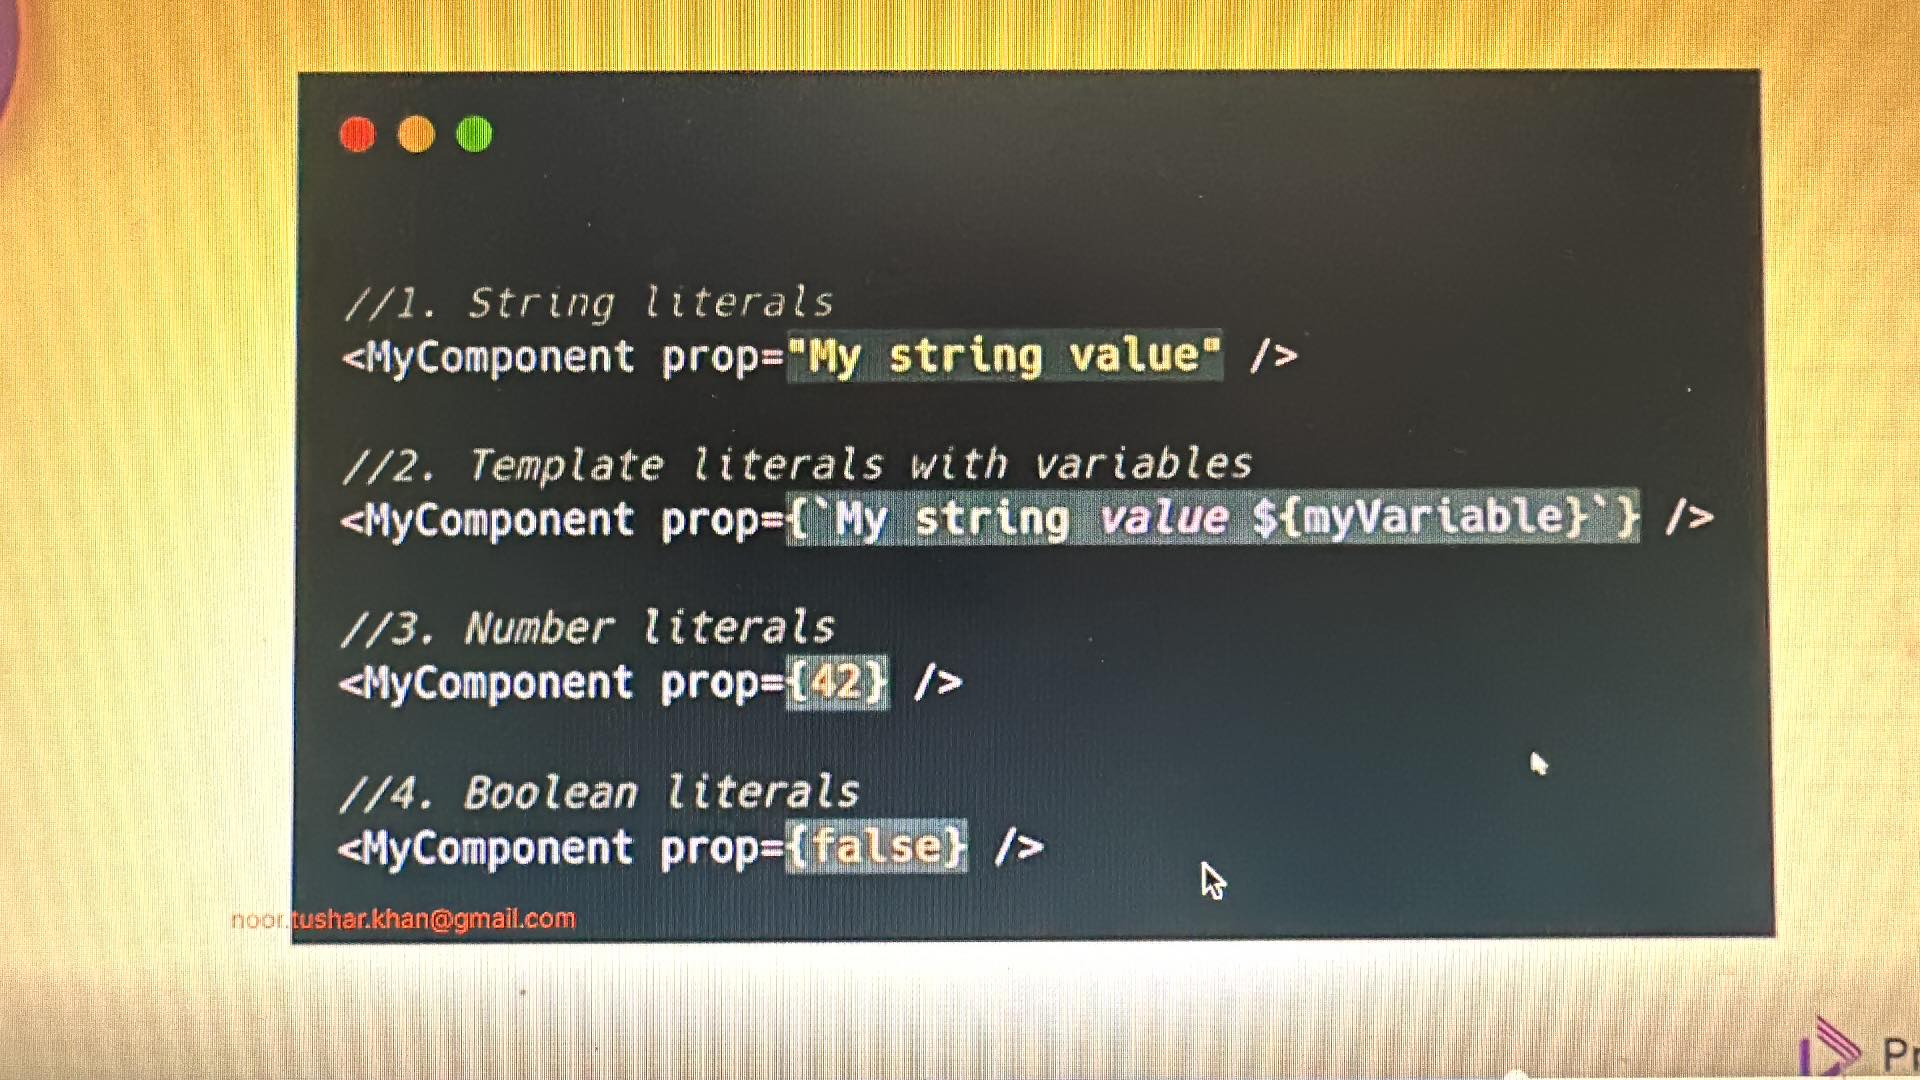 //1. String literals
<MyComponent prop="My string value" />
//2. Template literals with variables
<MyComponent prop={`My string value ${myVariable}`} />
//3. Number literals
<MyComponent prop={42} />
//4. Boolean literals
<MyComponent prop={false} />
noor.tushar.khan@gmail.com